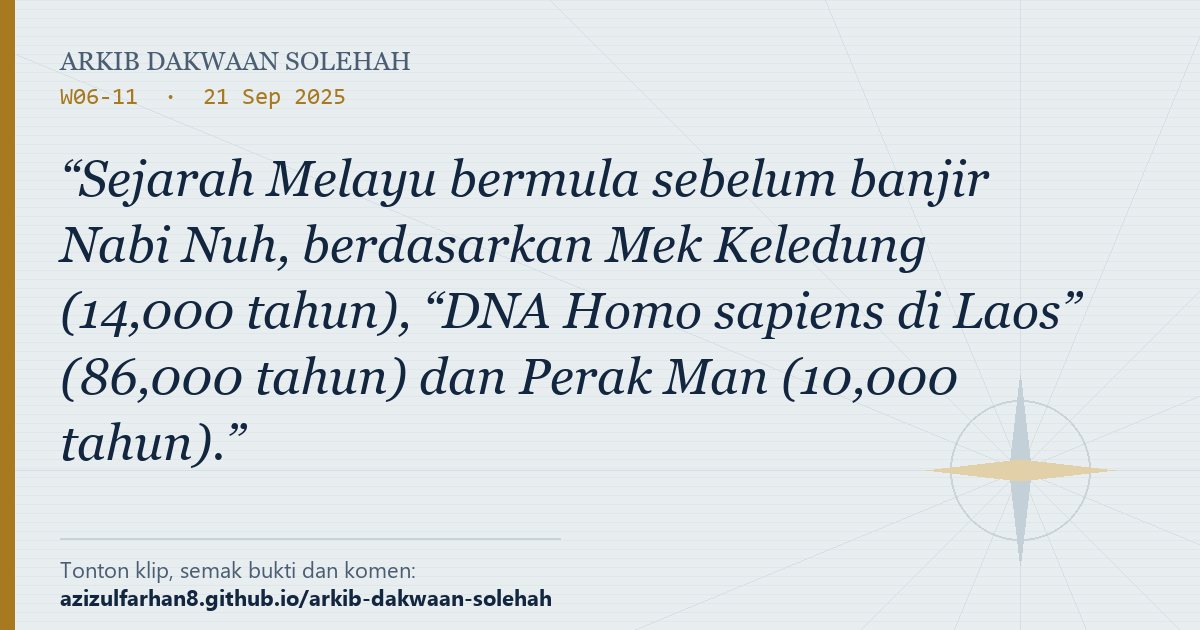 ARKIB DAKWAAN SOLEHAH
W06-11 · 21 Sep 2025
“Sejarah Melayu bermula sebelum banjir
Nabi Nuh, berdasarkan Mek Keledung
(14,000 tahun), “DNA Homo sapiens di Laos”
(86,000 tahun) dan Perak Man (10,000
tahun).”
Tonton klip, semak bukti dan komen:
azizulfarhan8.github.io/arkib-dakwaan-solehah